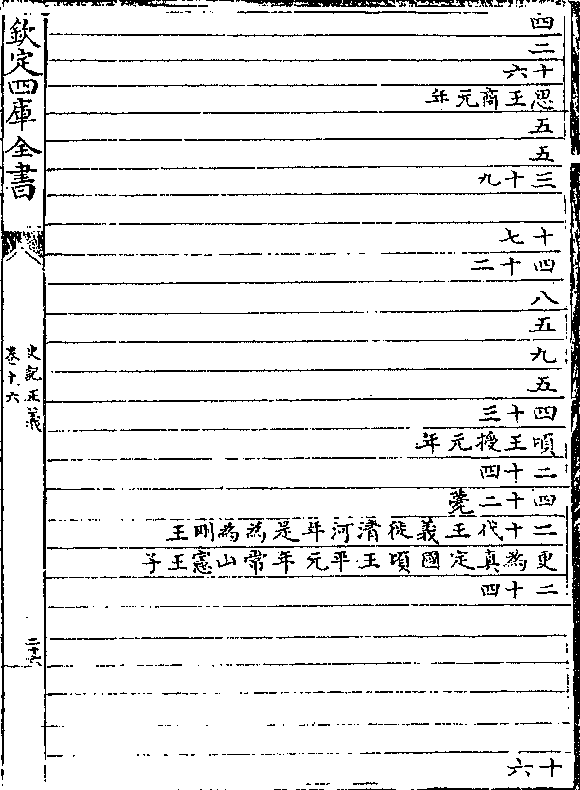 欽定四庫全書
史記正義
卷十六
二十六
四
二
十六
思王商元年
五
五
三十九
十七
四十二
八
五
九
五
四十三
頃王授元年
二十四
四十二薨
二十代王義徙清河年是為為剛王
更為真定國頃王平元年常山憲王子
二十四
十六